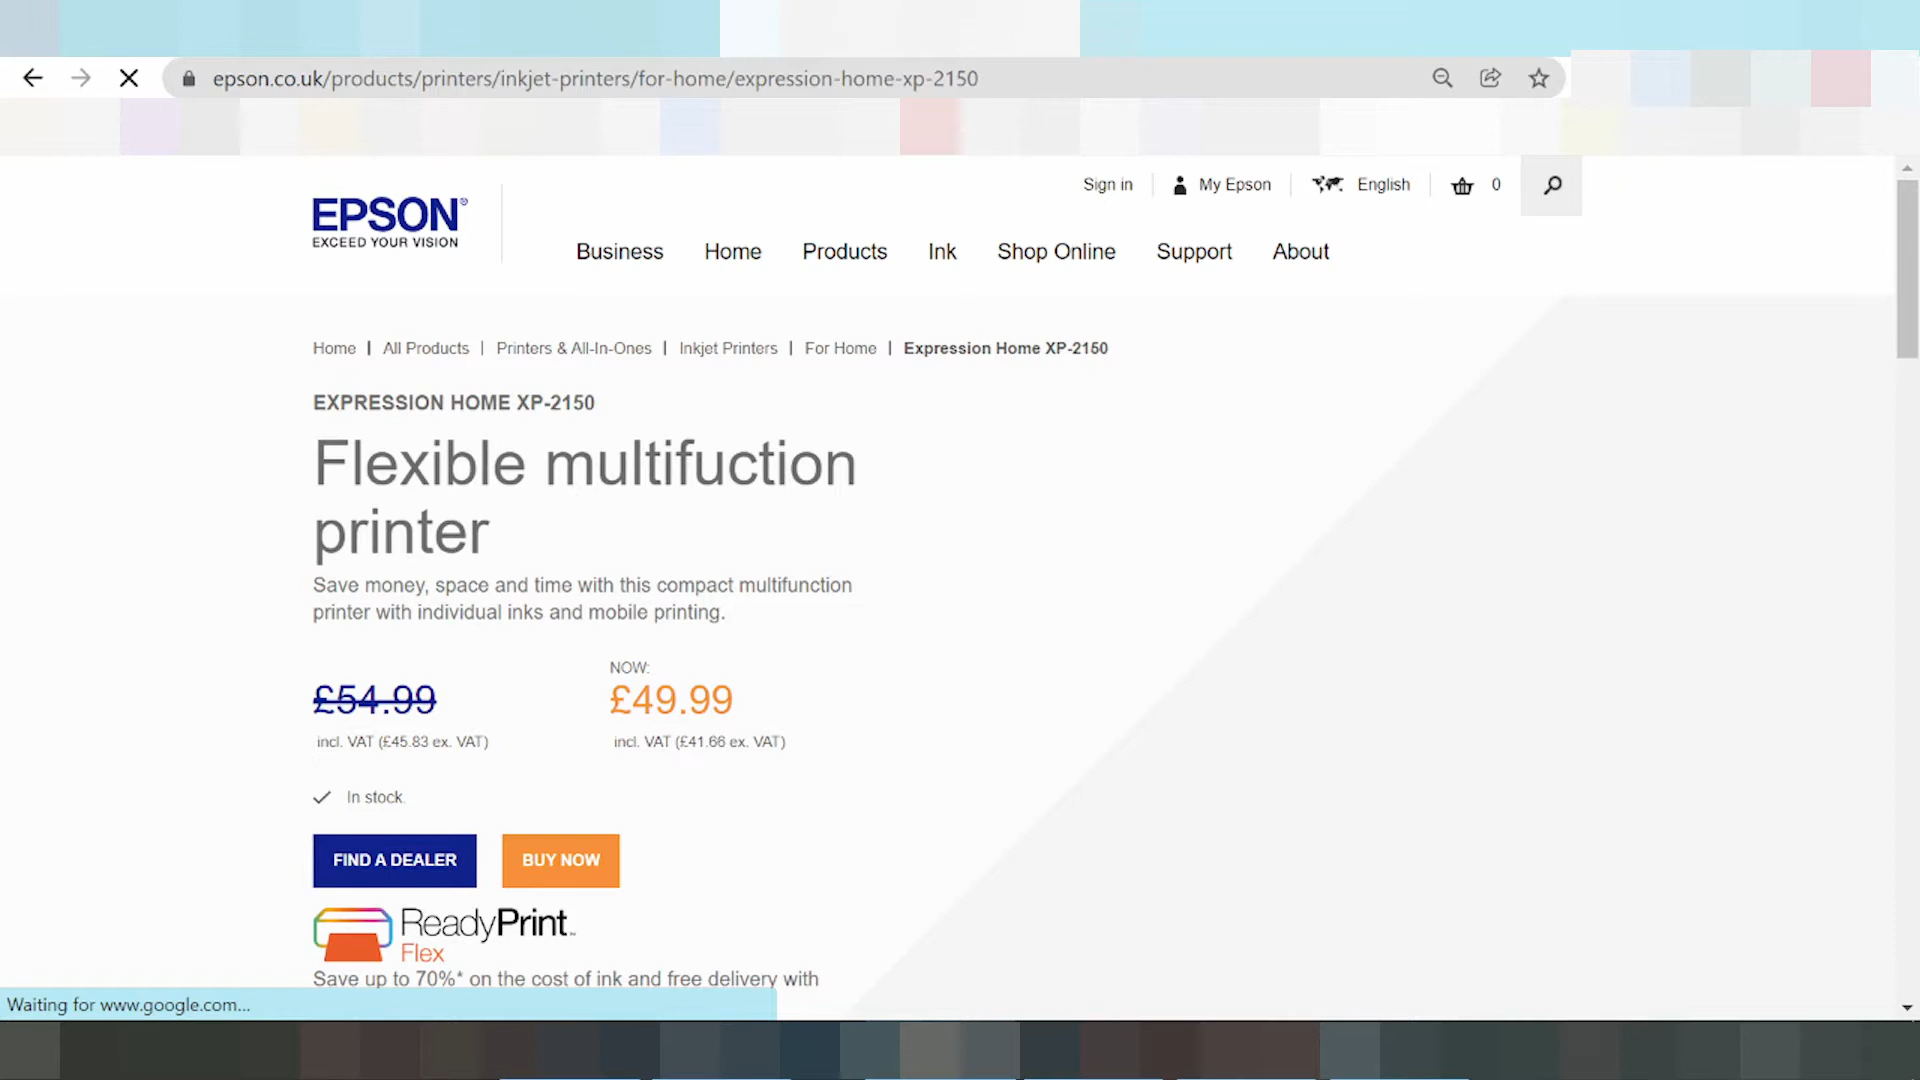 epson.co.uk/products/printers/inkjet-printers/for-home/expression-home-xp-2150
Sign in My Epson English 0
EPSON®
EXCEED YOUR VISION
Business Home Products Ink Shop Online Support About
Home | All Products | Printers & All-In-Ones | Inkjet Printers | For Home | Expression Home XP-2150
EXPRESSION HOME XP-2150
Flexible multifuction
printer
Save money, space and time with this compact multifunction
printer with individual inks and mobile printing.
NOW:
£54.99 £49.99
incl. VAT (£45.83 ex. VAT) incl. VAT (£41.66 ex. VAT)
In stock.
FIND A DEALER BUY NOW
ReadyPrint™
Flex
Save up to 70%* on the cost of ink and free delivery with
Waiting for www.google.com...